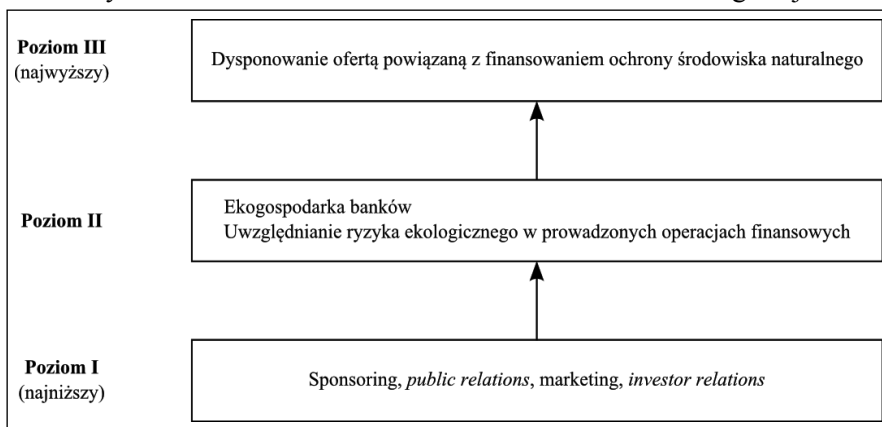 Poziom III
(najwyższy)
Dysponowanie ofertą powiązaną z finansowaniem ochrony środowiska naturalnego
Poziom II
Ekogospodarka banków
Uwzględnianie ryzyka ekologicznego w prowadzonych operacjach finansowych
Poziom I
(najniższy)
Sponsoring, public relations, marketing, investor relations